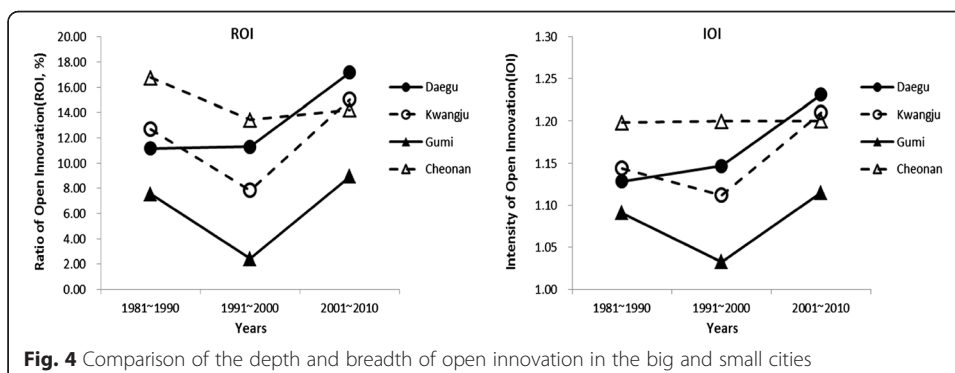 ROI
Ratio of Open Innovation(ROI, %)
20.00
18.00
16.00
14.00
12.00
10.00
8.00
6.00
4.00
2.00
0.00
1981~1990
1991~2000
2001~2010
Years
Daegu
Kwangju
Gumi
Cheonan
IOI
Intensity of Open Innovation(IOI)
1.30
1.25
1.20
1.15
1.10
1.05
1.00
1981~1990
1991~2000
2001~2010
Years
Daegu
Kwangju
Gumi
Cheonan
Fig. 4 Comparison of the depth and breadth of open innovation in the big and small cities